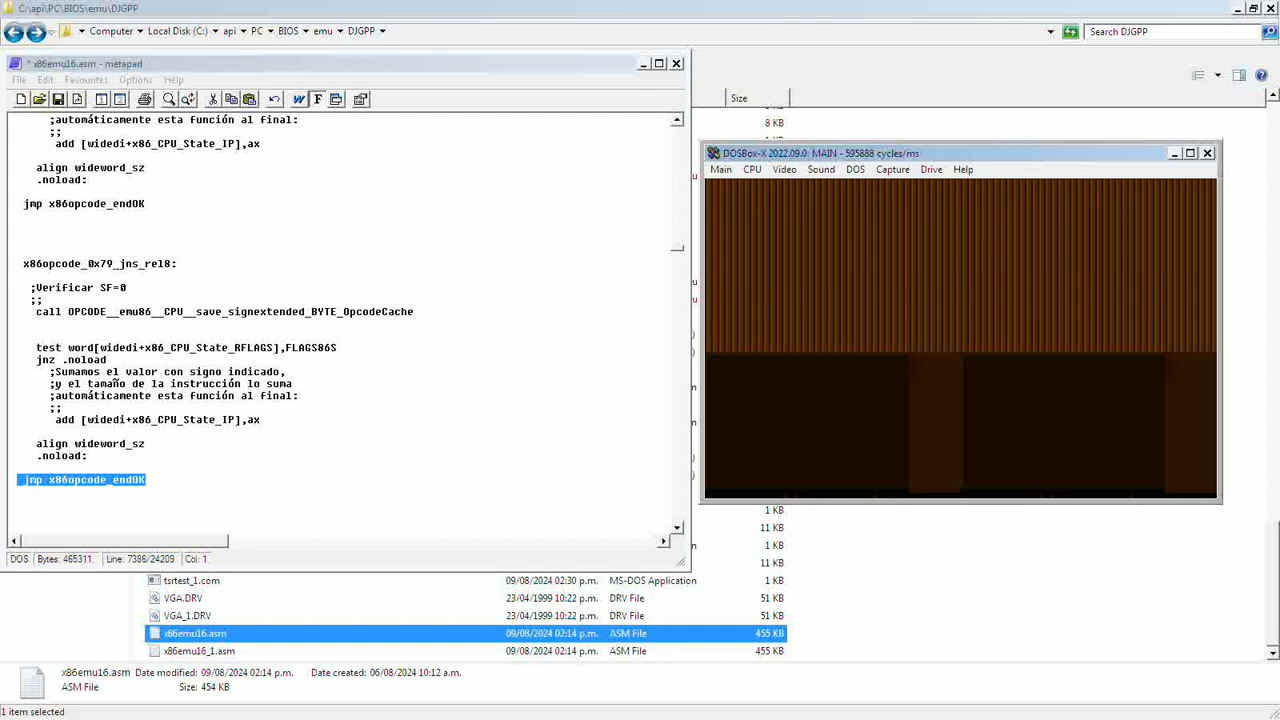 C:\api\PC\BIOS\emu\DJGPP
Computer Local Disk (C:) api PC BIOS emu DJGPP
Search DJGPP
* x86emu16.asm - metapad
File Edit Favourites Options Help
Size
;automáticamente esta función al final:
;;
add [widedi+x86_CPU_State_IP],ax
align wideword_sz
.noload:
jmp x86opcode_endOK
x86opcode_0x79_jns_rel8:
;Verificar SF=0
;;
call OPCODE__emu86__CPU__save_signextended_BYTE_OpcodeCache
test word[widedi+x86_CPU_State_RFLAGS],FLAGS86S
jnz .noload
;Sumamos el valor con signo indicado,
;y el tamaño de la instrucción lo suma
;automáticamente esta función al final:
;;
add [widedi+x86_CPU_State_IP],ax
align wideword_sz
.noload:
jmp x86opcode_endOK
DOS Bytes: 465311 Line: 7386/24209 Col: 1
8 KB
DOSBox-X 2022.09.0: MAIN - 595888 cycles/ms
Main CPU Video Sound DOS Capture Drive Help
1 KB
11 KB
1 KB
11 KB
tsrtest_1.com 09/08/2024 02:30 p.m. MS-DOS Application 1 KB
VGA.DRV 23/04/1999 10:22 p.m. DRV File 51 KB
VGA_1.DRV 23/04/1999 10:22 p.m. DRV File 51 KB
x86emu16.asm 09/08/2024 02:14 p.m. ASM File 455 KB
x86emu16_1.asm 09/08/2024 02:14 p.m. ASM File 455 KB
x86emu16.asm Date modified: 09/08/2024 02:14 p.m. Date created: 06/08/2024 10:12 a.m.
ASM File Size: 454 KB
1 item selected